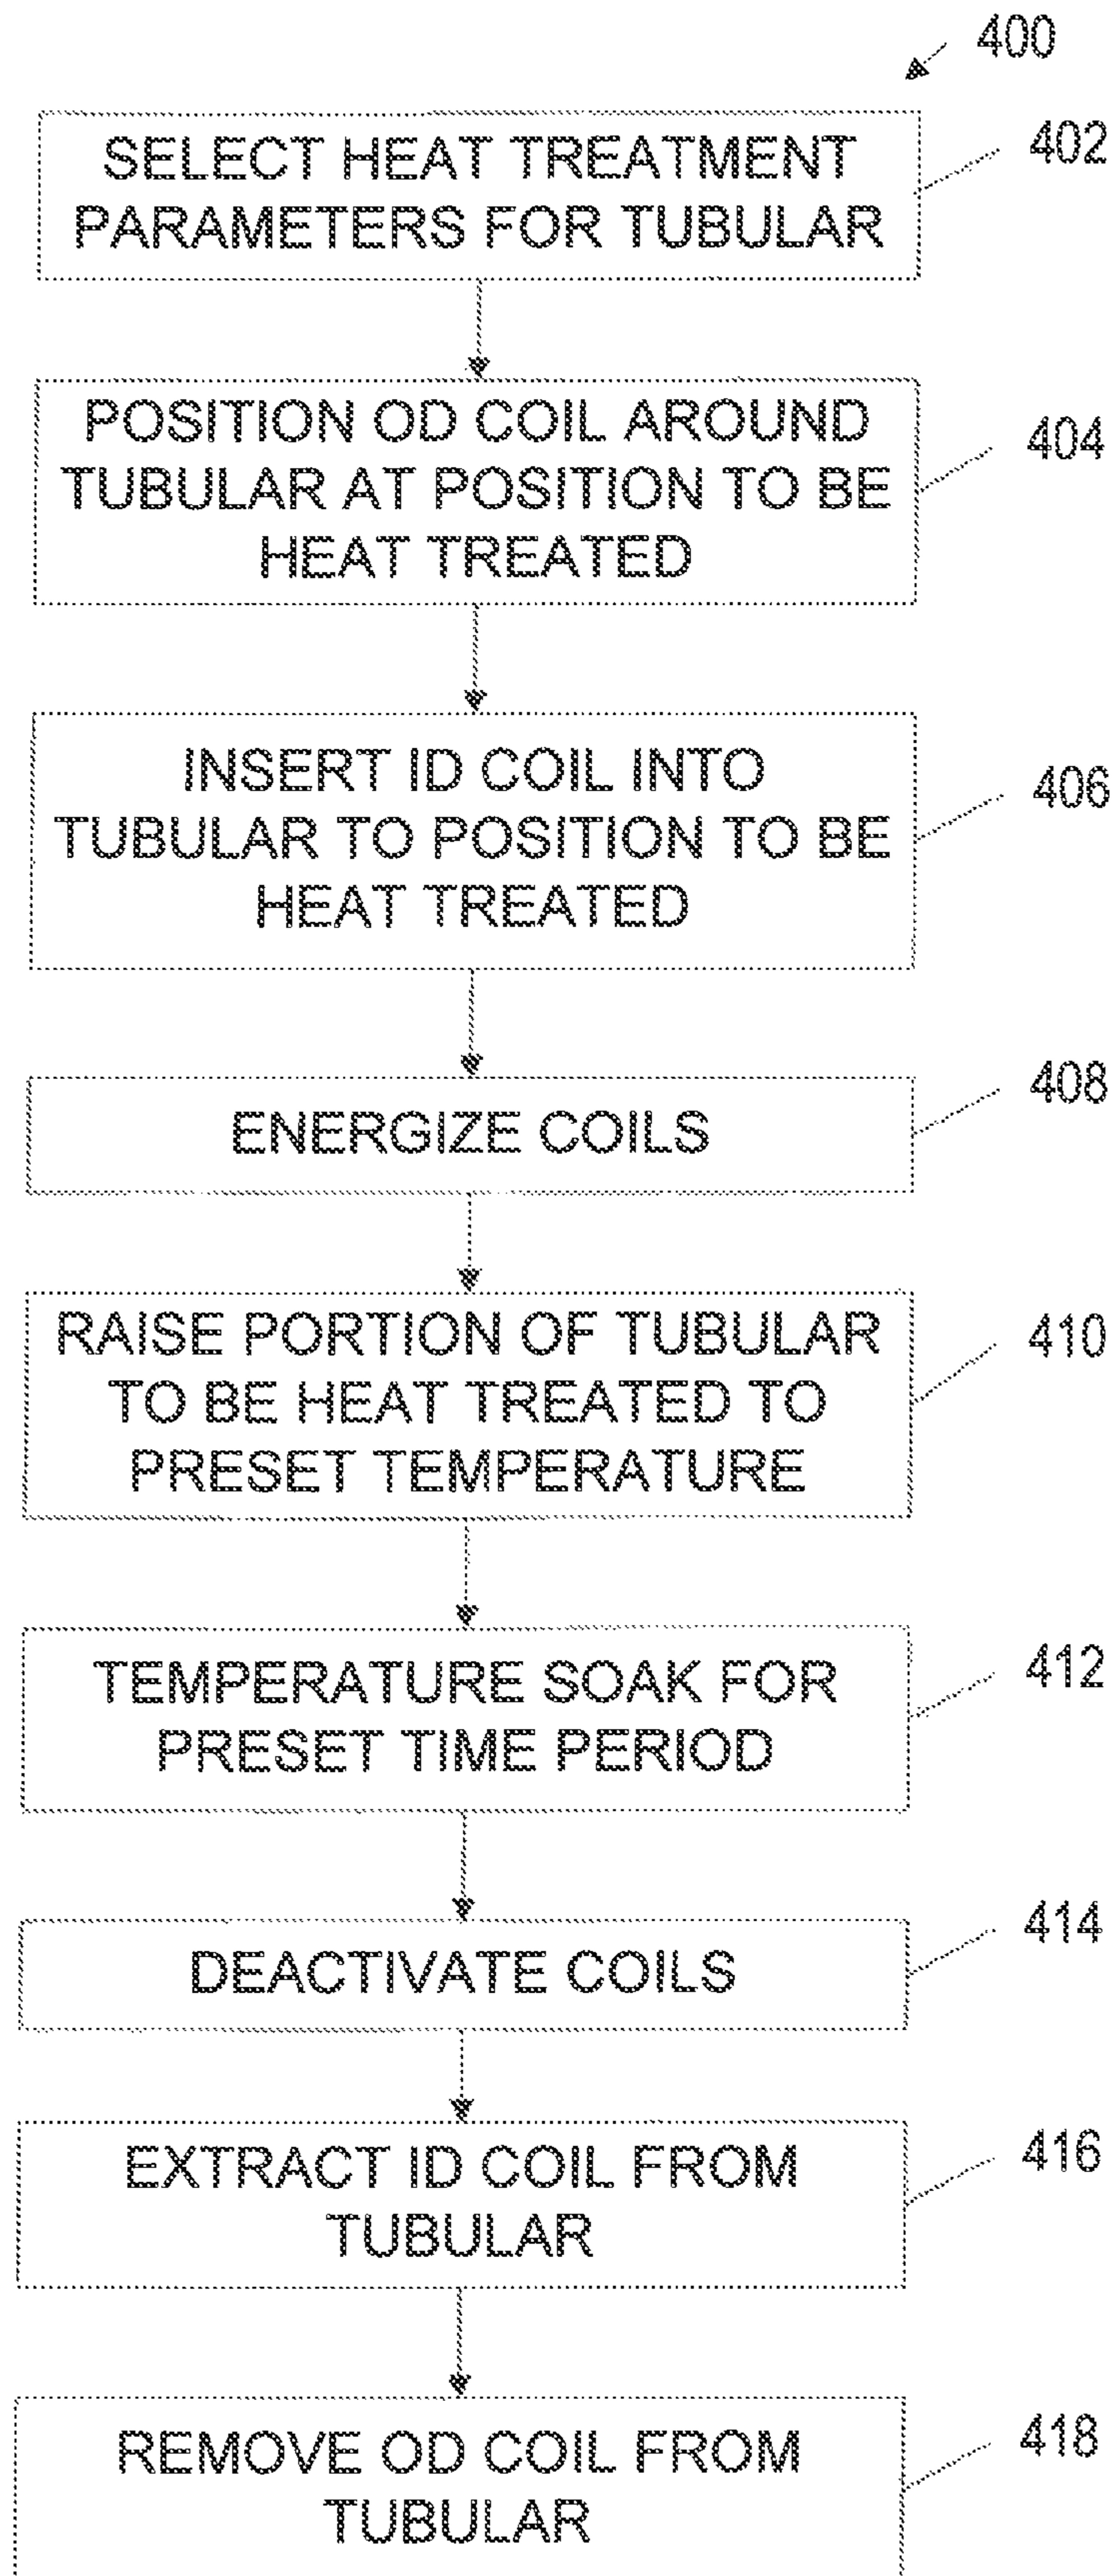 400
SELECT HEAT TREATMENT
PARAMETERS FOR TUBULAR
402
POSITION OD COIL AROUND
TUBULAR AT POSITION TO BE
HEAT TREATED
404
INSERT ID COIL INTO
TUBULAR TO POSITION TO BE
HEAT TREATED
406
ENERGIZE COILS
408
RAISE PORTION OF TUBULAR
TO BE HEAT TREATED TO
PRESET TEMPERATURE
410
TEMPERATURE SOAK FOR
PRESET TIME PERIOD
412
DEACTIVATE COILS
414
EXTRACT ID COIL FROM
TUBULAR
416
REMOVE OD COIL FROM
TUBULAR
418